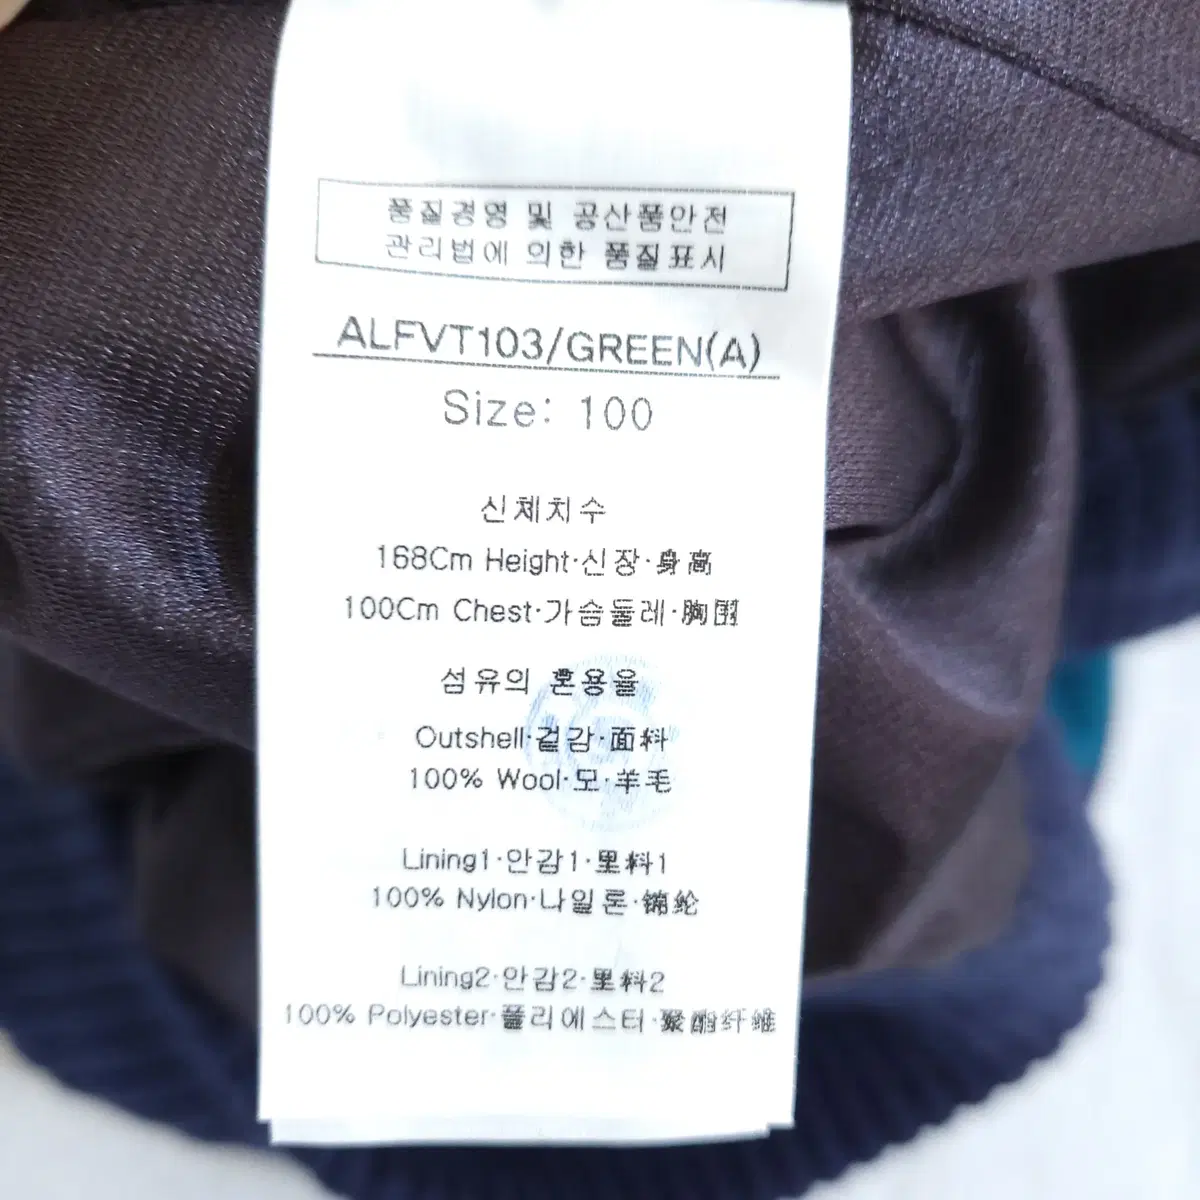 품질경영 및 공산품안전
관리법에 의한 품질표시
ALFVT103/GREEN(A)
Size: 100
신체치수
168Cm Height·신장·身高
100Cm Chest·가슴둘레·胸围
섬유의 혼용율
Outshell·겉감·面料
100% Wool·모·羊毛
Lining1·안감1·里料1
100% Nylon·나일론·锦纶
Lining2·안감2·里料2
100% Polyester·폴리에스터·聚酯纤维